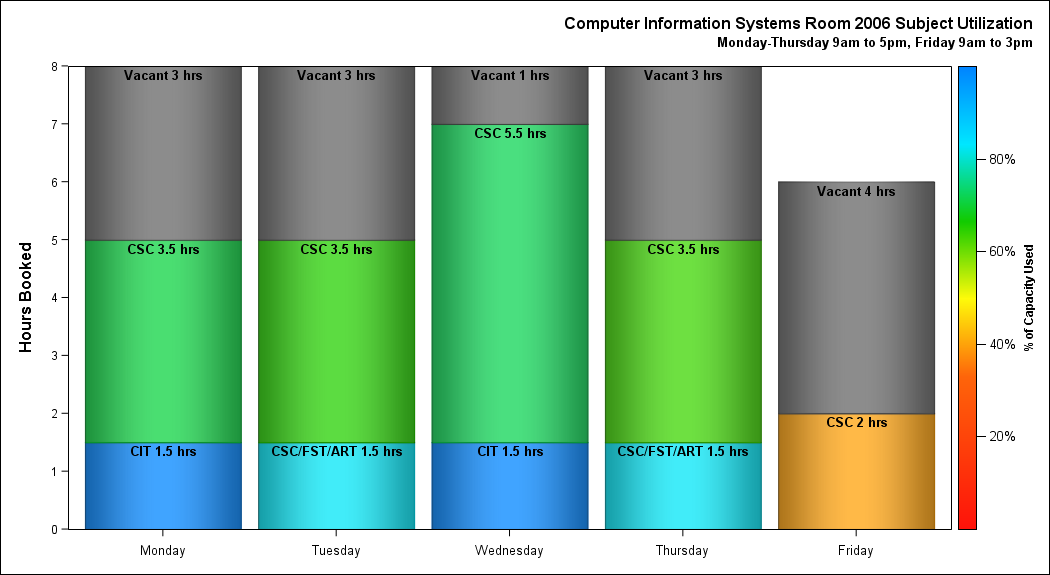 Computer Information Systems Room 2006 Subject Utilization
Monday-Thursday 9am to 5pm, Friday 9am to 3pm
Hours Booked
8
7
6
5
4
3
2
1
0
Vacant 3 hrs
CSC 3.5 hrs
CIT 1.5 hrs
Monday
Vacant 3 hrs
CSC 3.5 hrs
CSC/FST/ART 1.5 hrs
Tuesday
Vacant 1 hrs
CSC 5.5 hrs
CIT 1.5 hrs
Wednesday
Vacant 3 hrs
CSC 3.5 hrs
CSC/FST/ART 1.5 hrs
Thursday
Vacant 4 hrs
CSC 2 hrs
Friday
80%
60%
40%
20%
% of Capacity Used